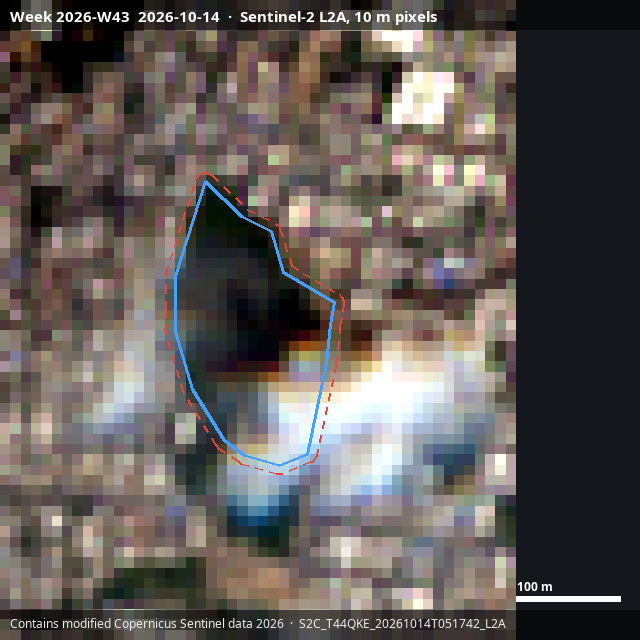 Week 2026-W43  2026-10-14  ·  Sentinel-2 L2A, 10 m pixels
100 m
Contains modified Copernicus Sentinel data 2026  ·  S2C_T44QKE_20261014T051742_L2A